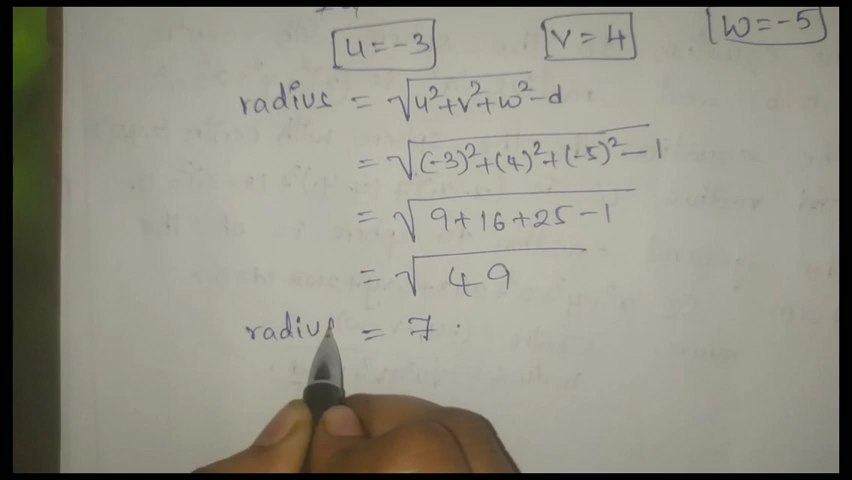 u = -3 v = 4 w = -5
radius = √u²+v²+w²-d
= √(-3)²+(4)²+(-5)²-1
= √9+16+25-1
= √49
radius = 7.